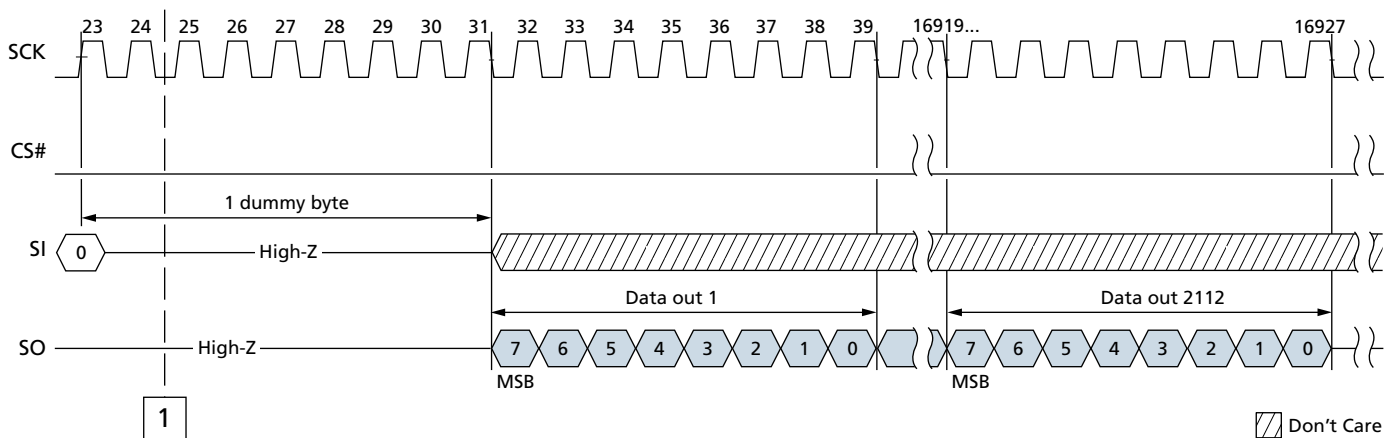 23 24 25 26 27 28 29 30 31 32 33 34 35 36 37 38 39 16919... 16927
SCK
CS#
1 dummy byte
SI 0 High-Z
Data out 1 Data out 2112
SO High-Z 7 6 5 4 3 2 1 0 7 6 5 4 3 2 1 0
MSB MSB
1
Don't Care